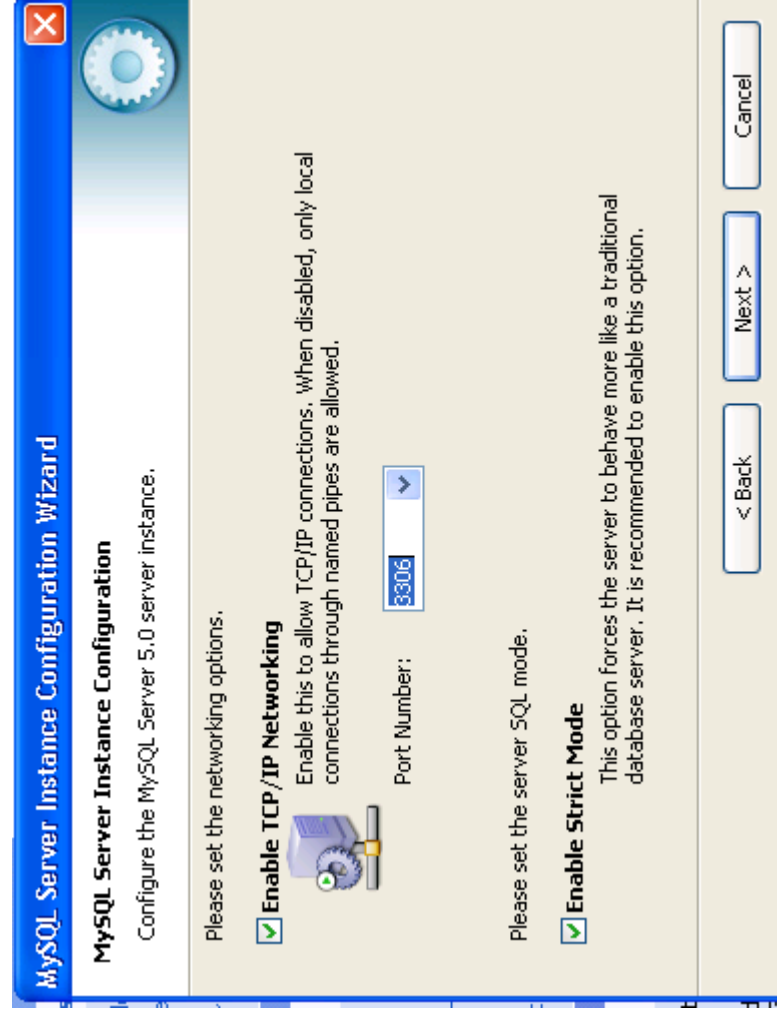 MySQL Server Instance Configuration Wizard
MySQL Server Instance Configuration
Configure the MySQL Server 5.0 server instance.
Please set the networking options.
Enable TCP/IP Networking
Enable this to allow TCP/IP connections. When disabled, only local
connections through named pipes are allowed.
Port Number: 3306
Please set the server SQL mode.
Enable Strict Mode
This option forces the server to behave more like a traditional
database server. It is recommended to enable this option.
< Back Next > Cancel